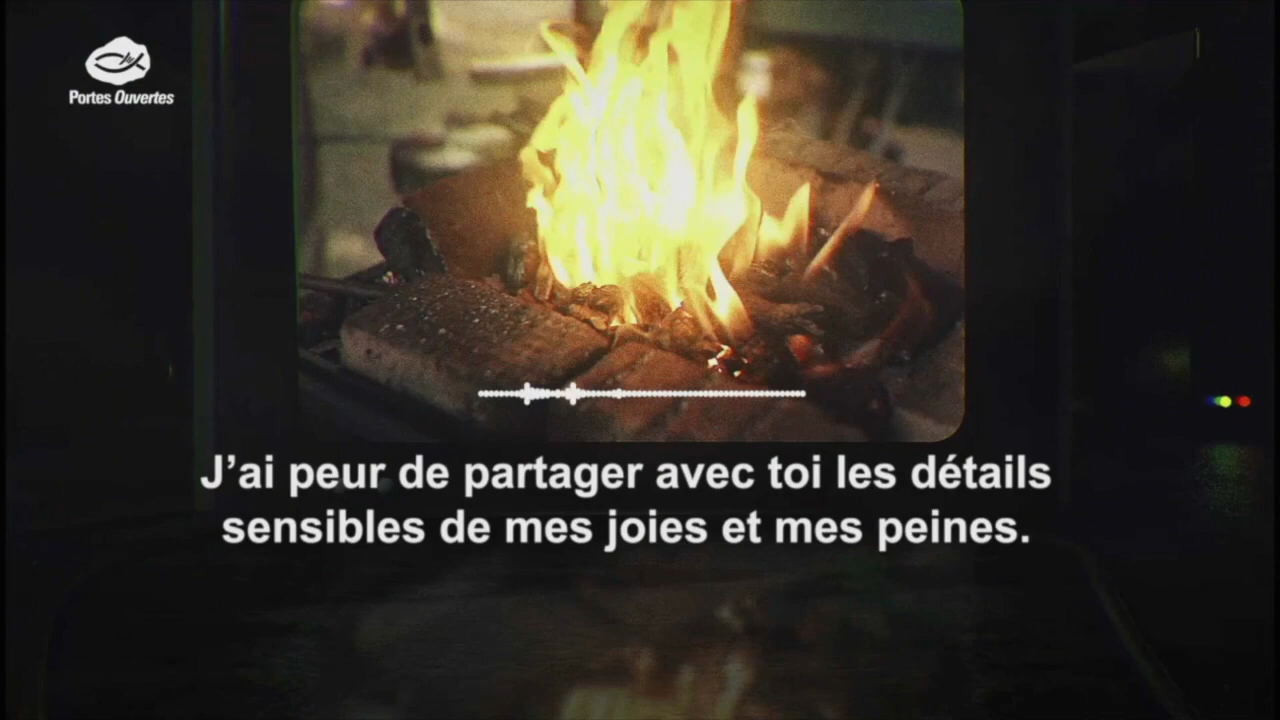 Portes Ouvertes
J’ai peur de partager avec toi les détails
sensibles de mes joies et mes peines.